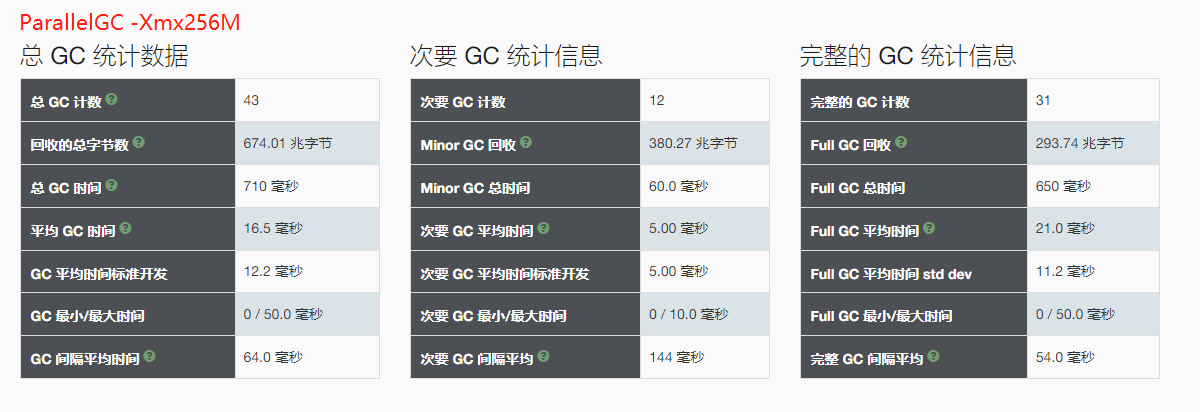 ParallelGC -Xmx256M
总 GC 统计数据
总 GC 计数 43
回收的总字节数 674.01 兆字节
总 GC 时间 710 毫秒
平均 GC 时间 16.5 毫秒
GC 平均时间标准开发 12.2 毫秒
GC 最小/最大时间 0 / 50.0 毫秒
GC 间隔平均时间 64.0 毫秒
次要 GC 统计信息
次要 GC 计数 12
Minor GC 回收 380.27 兆字节
Minor GC 总时间 60.0 毫秒
次要 GC 平均时间 5.00 毫秒
次要 GC 平均时间标准开发 5.00 毫秒
次要 GC 最小/最大时间 0 / 10.0 毫秒
次要 GC 间隔平均 144 毫秒
完整的 GC 统计信息
完整的 GC 计数 31
Full GC 回收 293.74 兆字节
Full GC 总时间 650 毫秒
Full GC 平均时间 21.0 毫秒
Full GC 平均时间 std dev 11.2 毫秒
Full GC 最小/最大时间 0 / 50.0 毫秒
完整 GC 间隔平均 54.0 毫秒